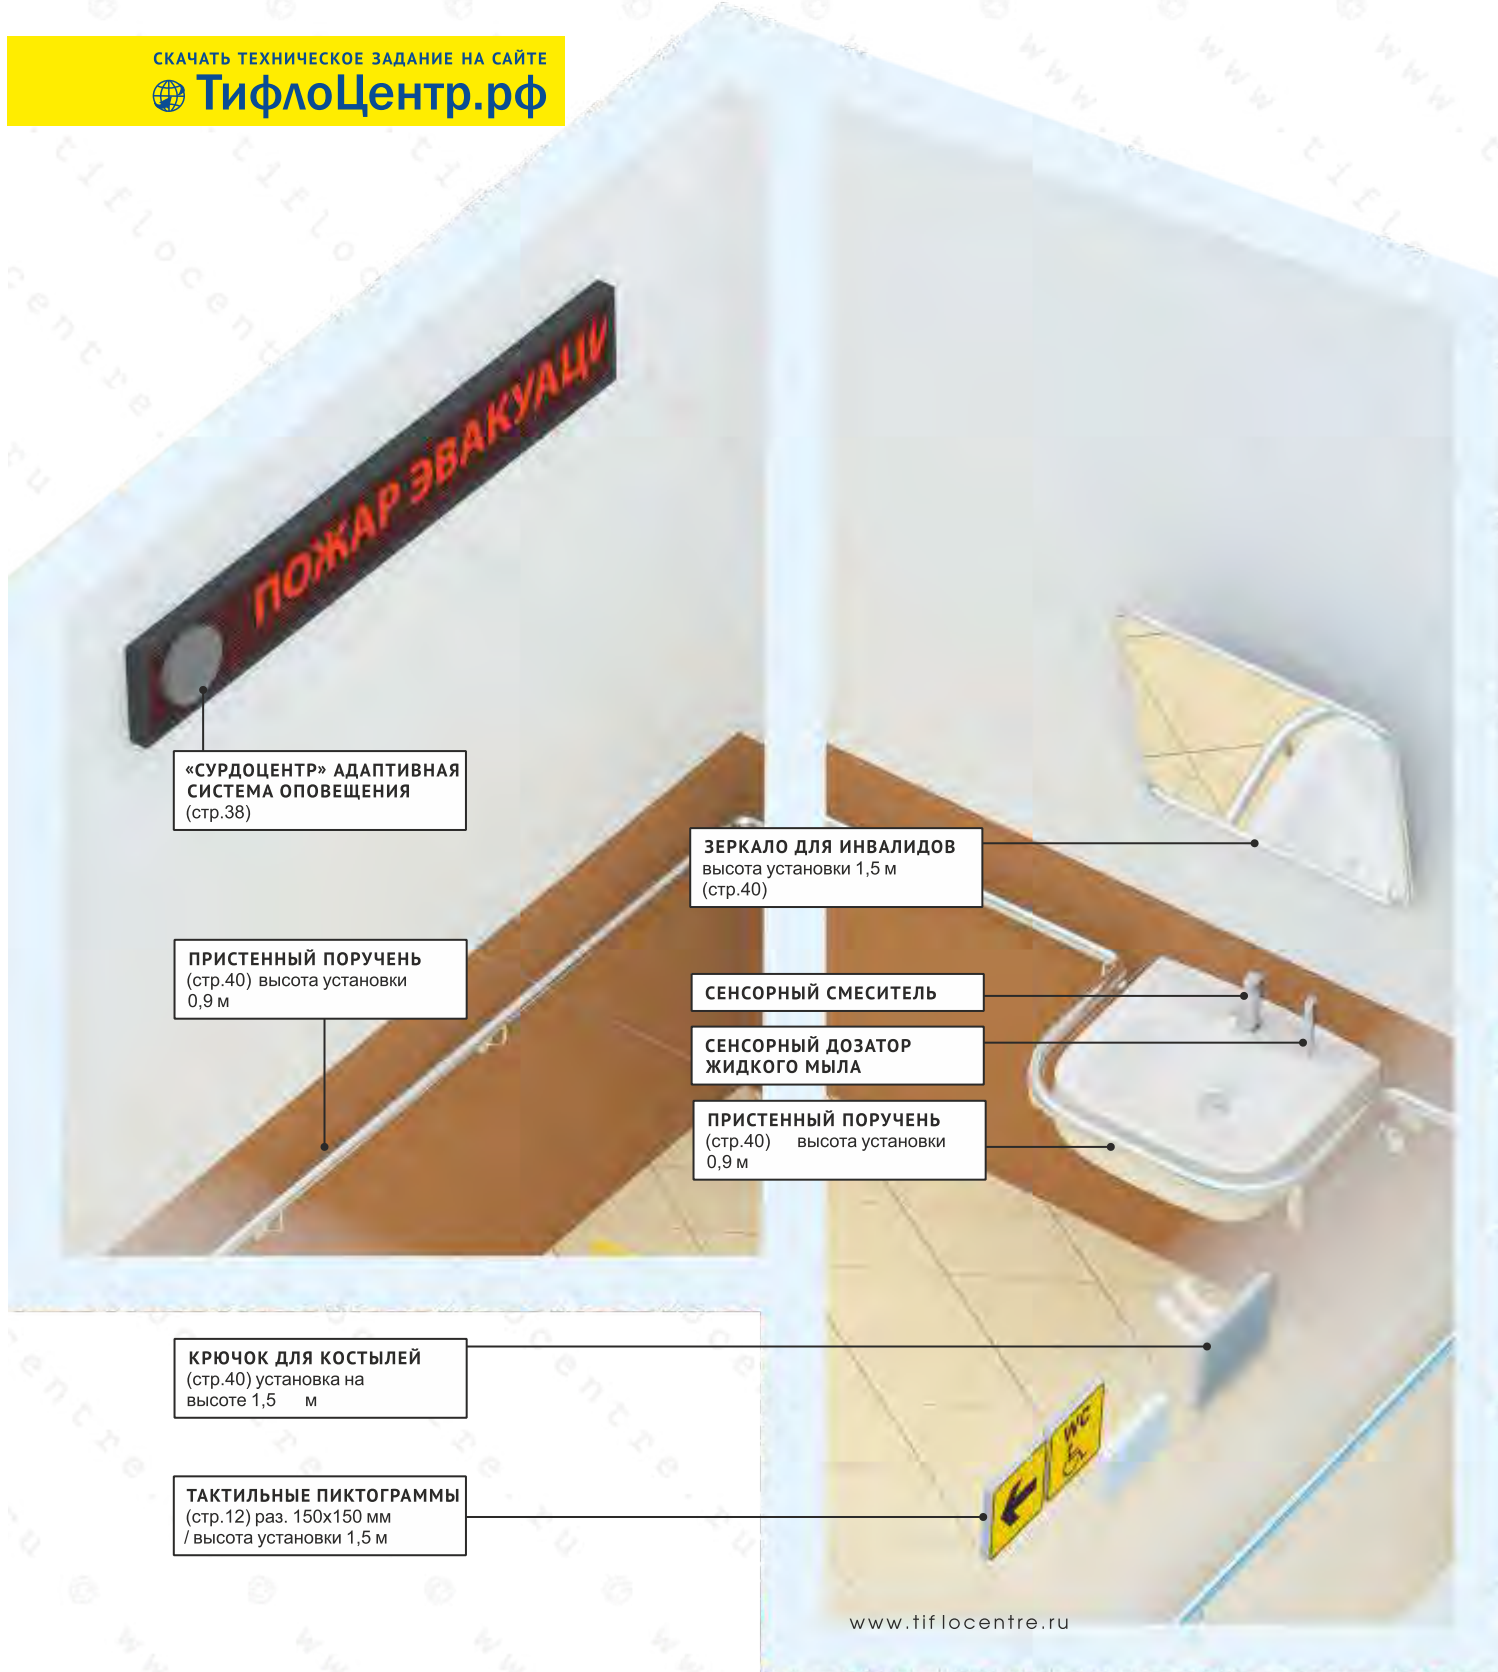 СКАЧАТЬ ТЕХНИЧЕСКОЕ ЗАДАНИЕ НА САЙТЕ
ТифлоЦентр.рф
ПОЖАР ЭВАКУАЦИ
«СУРДОЦЕНТР» АДАПТИВНАЯ
СИСТЕМА ОПОВЕЩЕНИЯ
(стр.38)
ЗЕРКАЛО ДЛЯ ИНВАЛИДОВ
высота установки 1,5 м
(стр.40)
ПРИСТЕННЫЙ ПОРУЧЕНЬ
(стр.40) высота установки
0,9 м
СЕНСОРНЫЙ СМЕСИТЕЛЬ
СЕНСОРНЫЙ ДОЗАТОР
ЖИДКОГО МЫЛА
ПРИСТЕННЫЙ ПОРУЧЕНЬ
(стр.40) высота установки
0,9 м
КРЮЧОК ДЛЯ КОСТЫЛЕЙ
(стр.40) установка на
высоте 1,5 м
WC
ТАКТИЛЬНЫЕ ПИКТОГРАММЫ
(стр.12) раз. 150х150 мм
/ высота установки 1,5 м
www.tiflocentre.ru